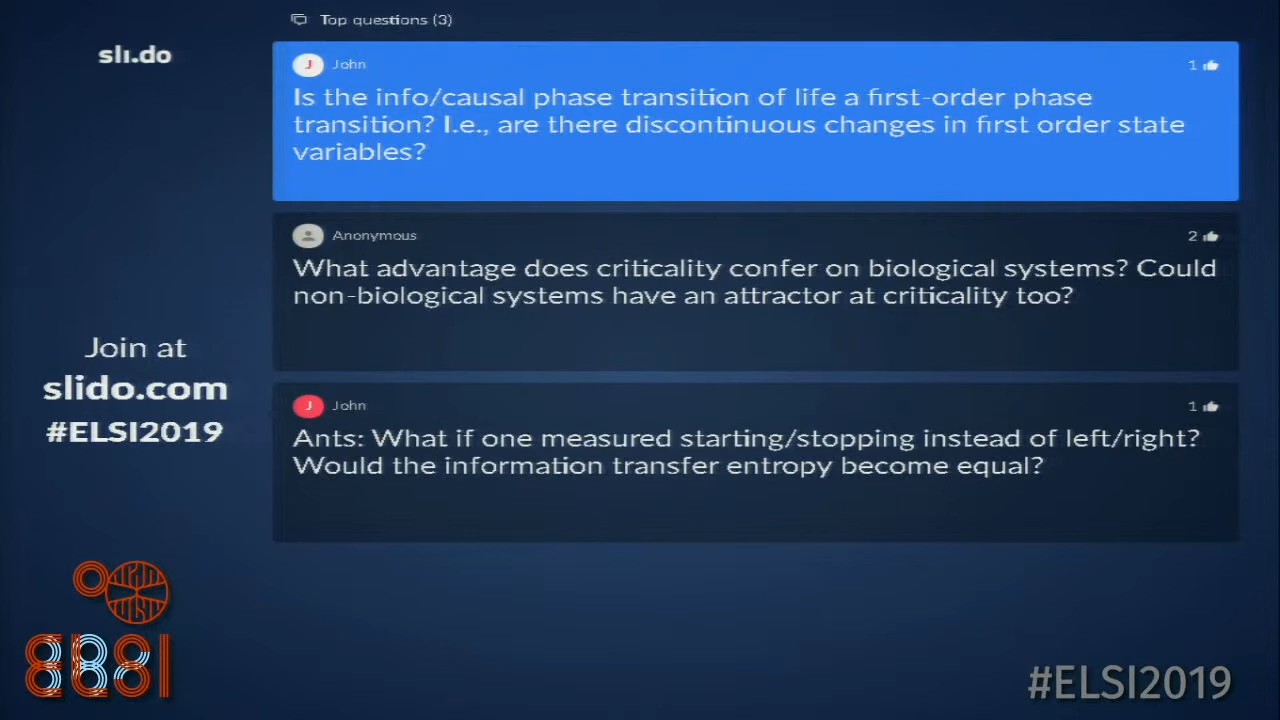 Top questions (3)
sli.do
J John 1
Is the info/causal phase transition of life a first-order phase
transition? I.e., are there discontinuous changes in first order state
variables?
Anonymous 2
What advantage does criticality confer on biological systems? Could
non-biological systems have an attractor at criticality too?
Join at
slido.com
#ELSI2019
J John 1
Ants: What if one measured starting/stopping instead of left/right?
Would the information transfer entropy become equal?
ELSI
#ELSI2019